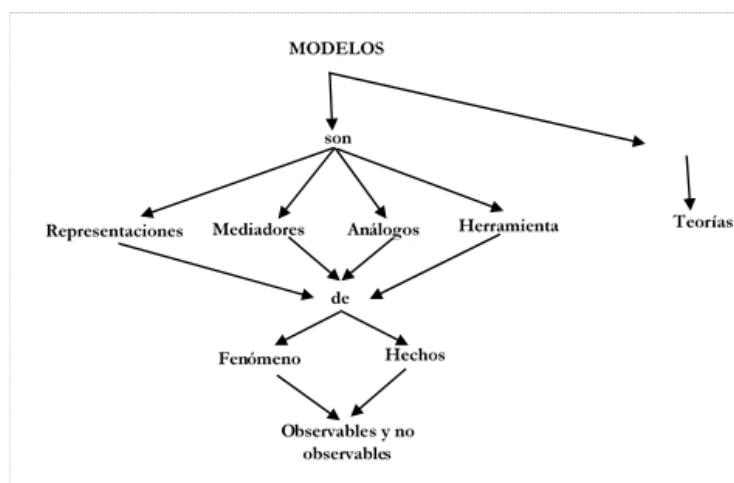 MODELOS
son
Representaciones
Mediadores
Análogos
Herramienta
Teorías
de
Fenómeno
Hechos
Observables y no
observables